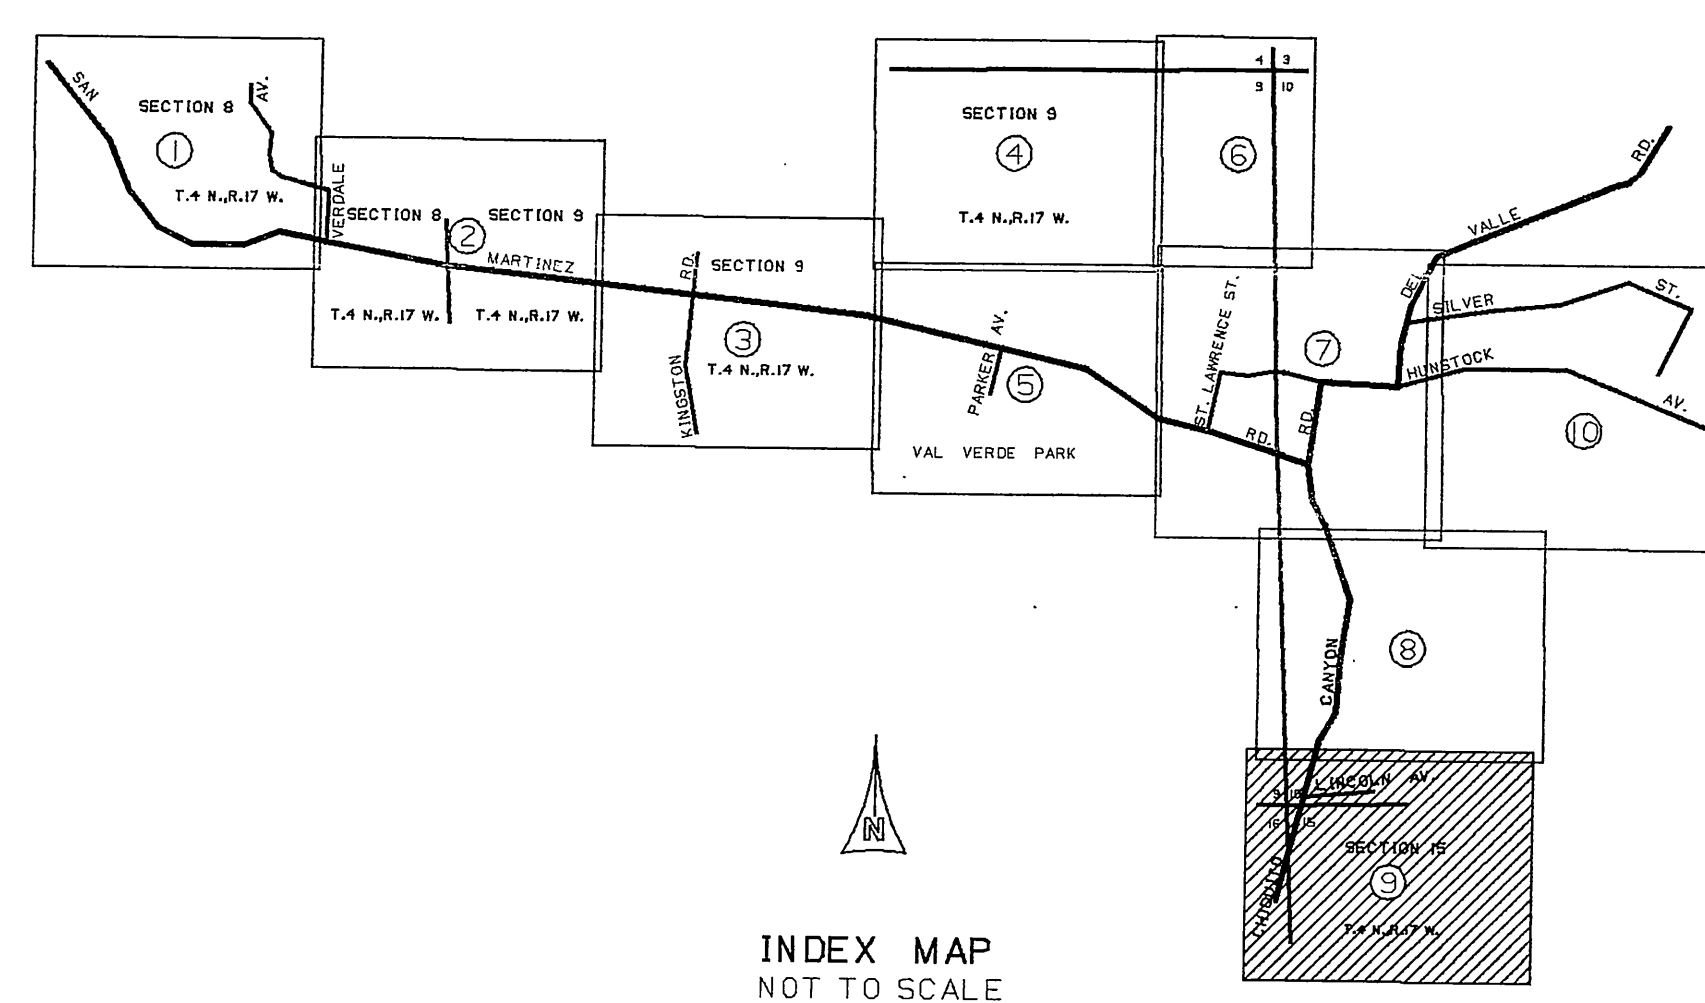 SAN
SECTION 8
AV.
1
T.4 N.,R.17 W.
VERDALE
SECTION 8
2
SECTION 9
MARTINEZ
T.4 N.,R.17 W.
T.4 N.,R.17 W.
RD.
SECTION 9
3
T.4 N.,R.17 W.
KINGSTON
SECTION 9
4
T.4 N.,R.17 W.
AV.
PARKER
5
VAL VERDE PARK
4 3
9 10
6
ST. LAWRENCE ST.
7
RD.
RD.
DEL
VALLE
RD.
SILVER
ST.
HUNSTOCK
AV.
10
CANYON
8
LINCOLN AV.
9 10
16 15
SECTION 15
CHIQUITO
9
T.4 N.,R.17 W.
N
INDEX MAP
NOT TO SCALE